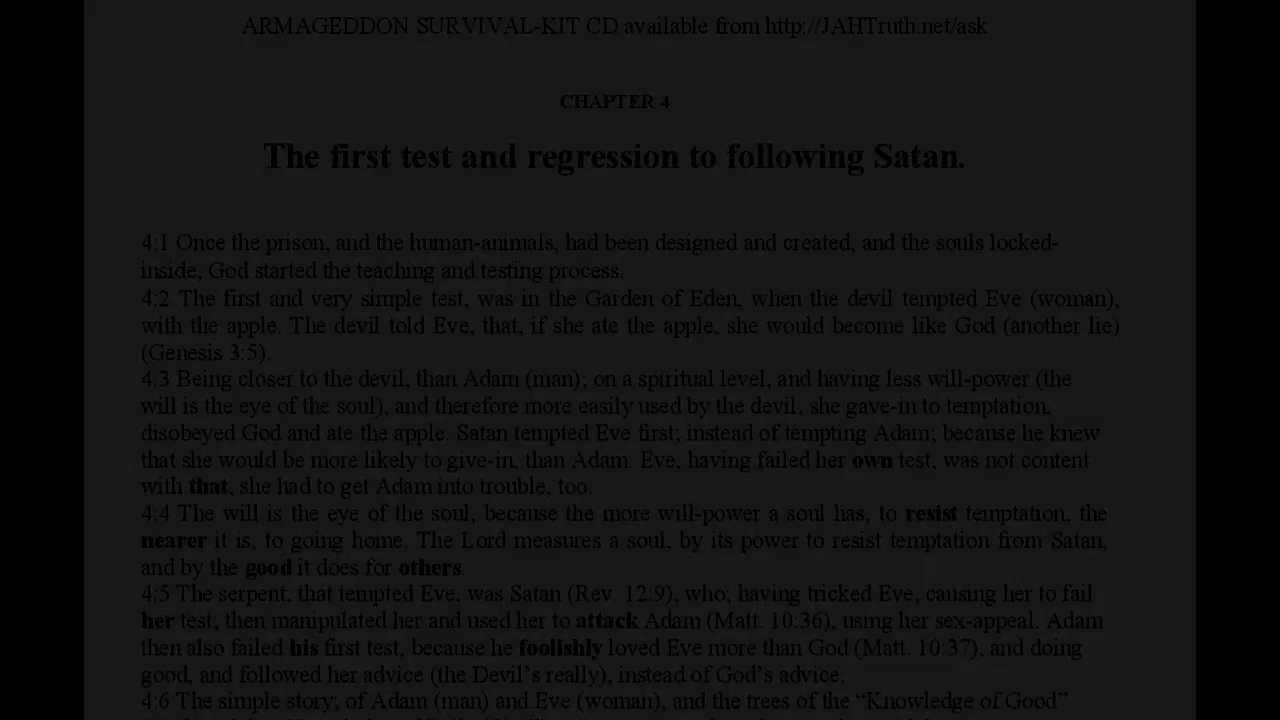 ARMAGEDDON SURVIVAL-KIT CD available from http://JAHTruth.net/ask
CHAPTER 4
The first test and regression to following Satan.
4:1 Once the prison, and the human-animals, had been designed and created, and the souls locked-
inside, God started the teaching and testing process.
4:2 The first and very simple test, was in the Garden of Eden, when the devil tempted Eve (woman),
with the apple. The devil told Eve, that, if she ate the apple, she would become like God (another lie)
(Genesis 3:5).
4:3 Being closer to the devil, than Adam (man); on a spiritual level, and having less will-power (the
will is the eye of the soul), and therefore more easily used by the devil; she gave-in to temptation,
disobeyed God and ate the apple. Satan tempted Eve first; instead of tempting Adam; because he knew
that she would be more likely to give-in, than Adam. Eve, having failed her own test, was not content
with that, she had to get Adam into trouble, too.
4:4 The will is the eye of the soul, because the more will-power a soul has, to resist temptation, the
nearer it is, to going home. The Lord measures a soul, by its power to resist temptation from Satan,
and by the good it does for others.
4:5 The serpent, that tempted Eve, was Satan (Rev. 12:9), who; having tricked Eve, causing her to fail
her test; then manipulated her and used her to attack Adam (Matt. 10:36), using her sex-appeal. Adam
then also failed his first test, because he foolishly loved Eve more than God (Matt. 10:37), and doing
good, and followed her advice (the Devil's really), instead of God's advice.
4:6 The simple story; of Adam (man) and Eve (woman), and the trees of the “Knowledge of Good”